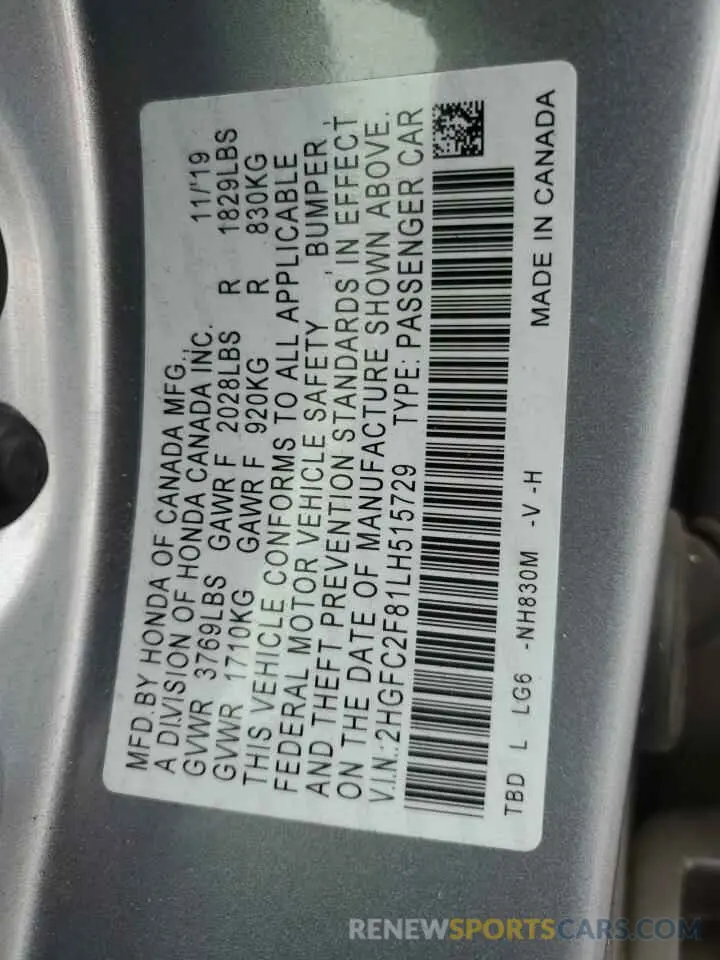 MFD.BY HONDA OF CANADA MFG.,
A DIVISION OF HONDA CANADA INC. 11/'19
GVWR 3769LBS GAWR F 2028LBS R 1829LBS
GVWR 1710KG GAWR F 920KG R 830KG
THIS VEHICLE CONFORMS TO ALL APPLICABLE
FEDERAL MOTOR VEHICLE SAFETY , BUMPER ,
AND THEFT PREVENTION STANDARDS IN EFFECT
ON THE DATE OF MANUFACTURE SHOWN ABOVE.
V.I.N.:2HGFC2F81LH515729 TYPE: PASSENGER CAR
TBD L LG6 -NH830M -V -H MADE IN CANADA
RENEWSPORTSCARS.COM